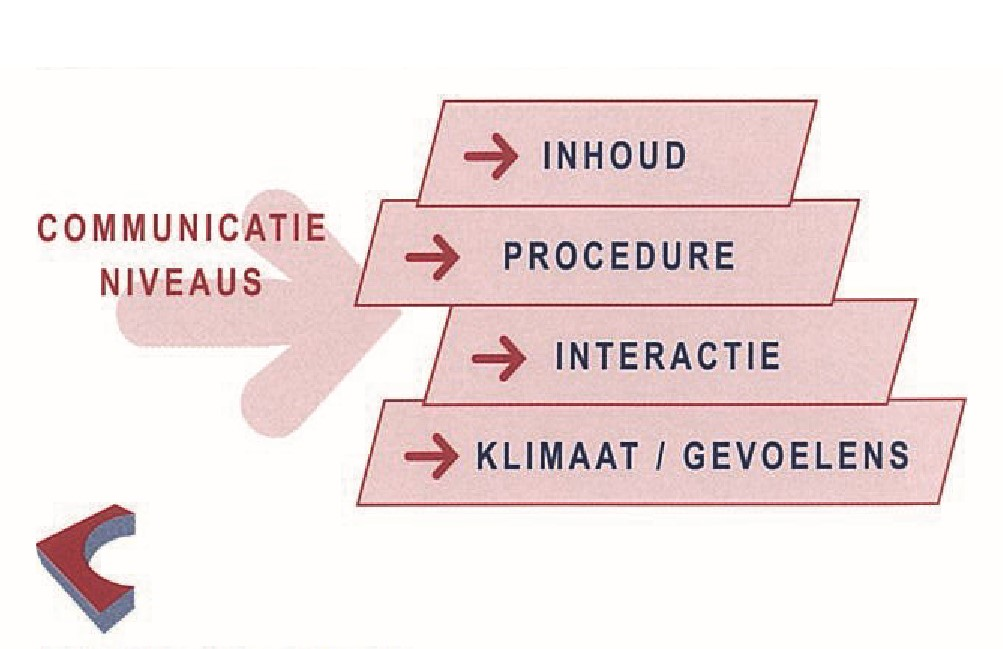 COMMUNICATIE
NIVEAUS
INHOUD
PROCEDURE
INTERACTIE
KLIMAAT / GEVOELENS